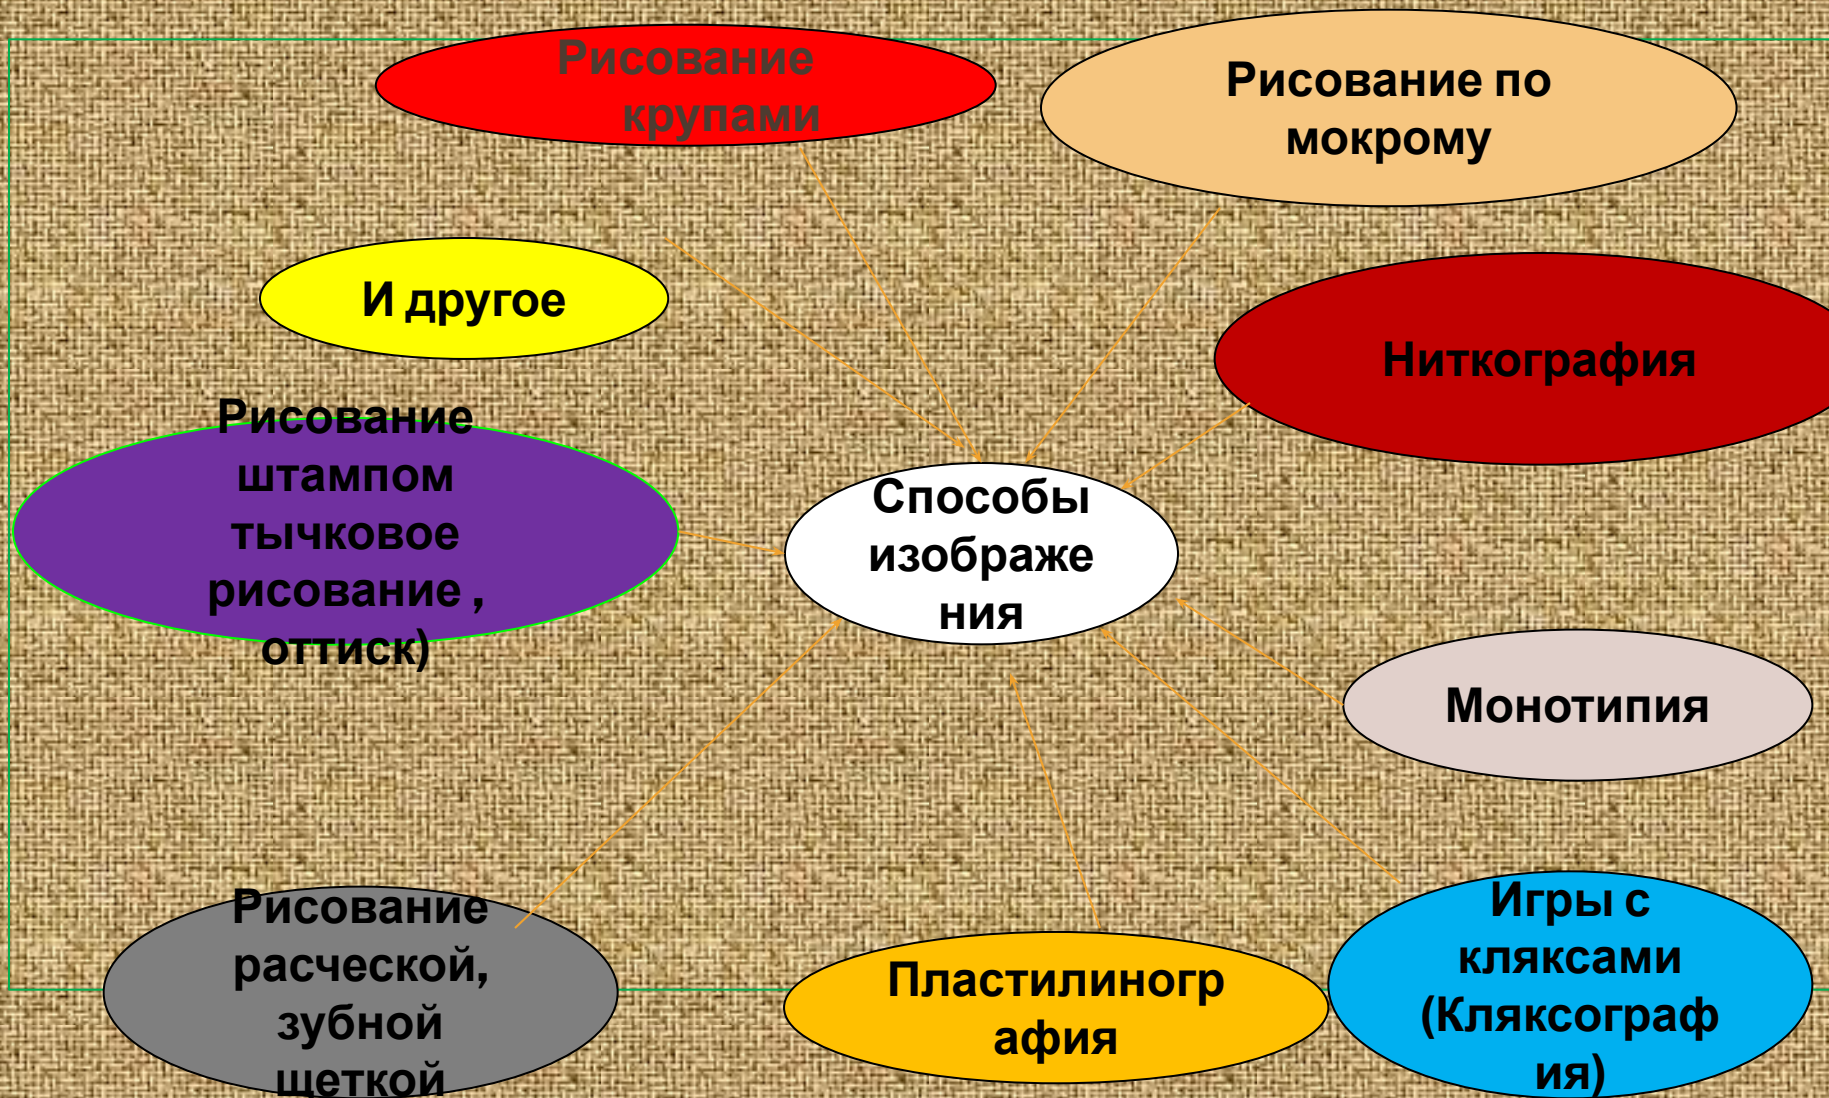 Рисование
крупами
Рисование по
мокрому
И другое
Ниткография
Рисование
штампом
тычковое
рисование ,
оттиск)
Способы
изображе
ния
Монотипия
Рисование
расческой,
зубной
щеткой
Пластилиногр
афия
Игры с
кляксами
(Кляксограф
ия)